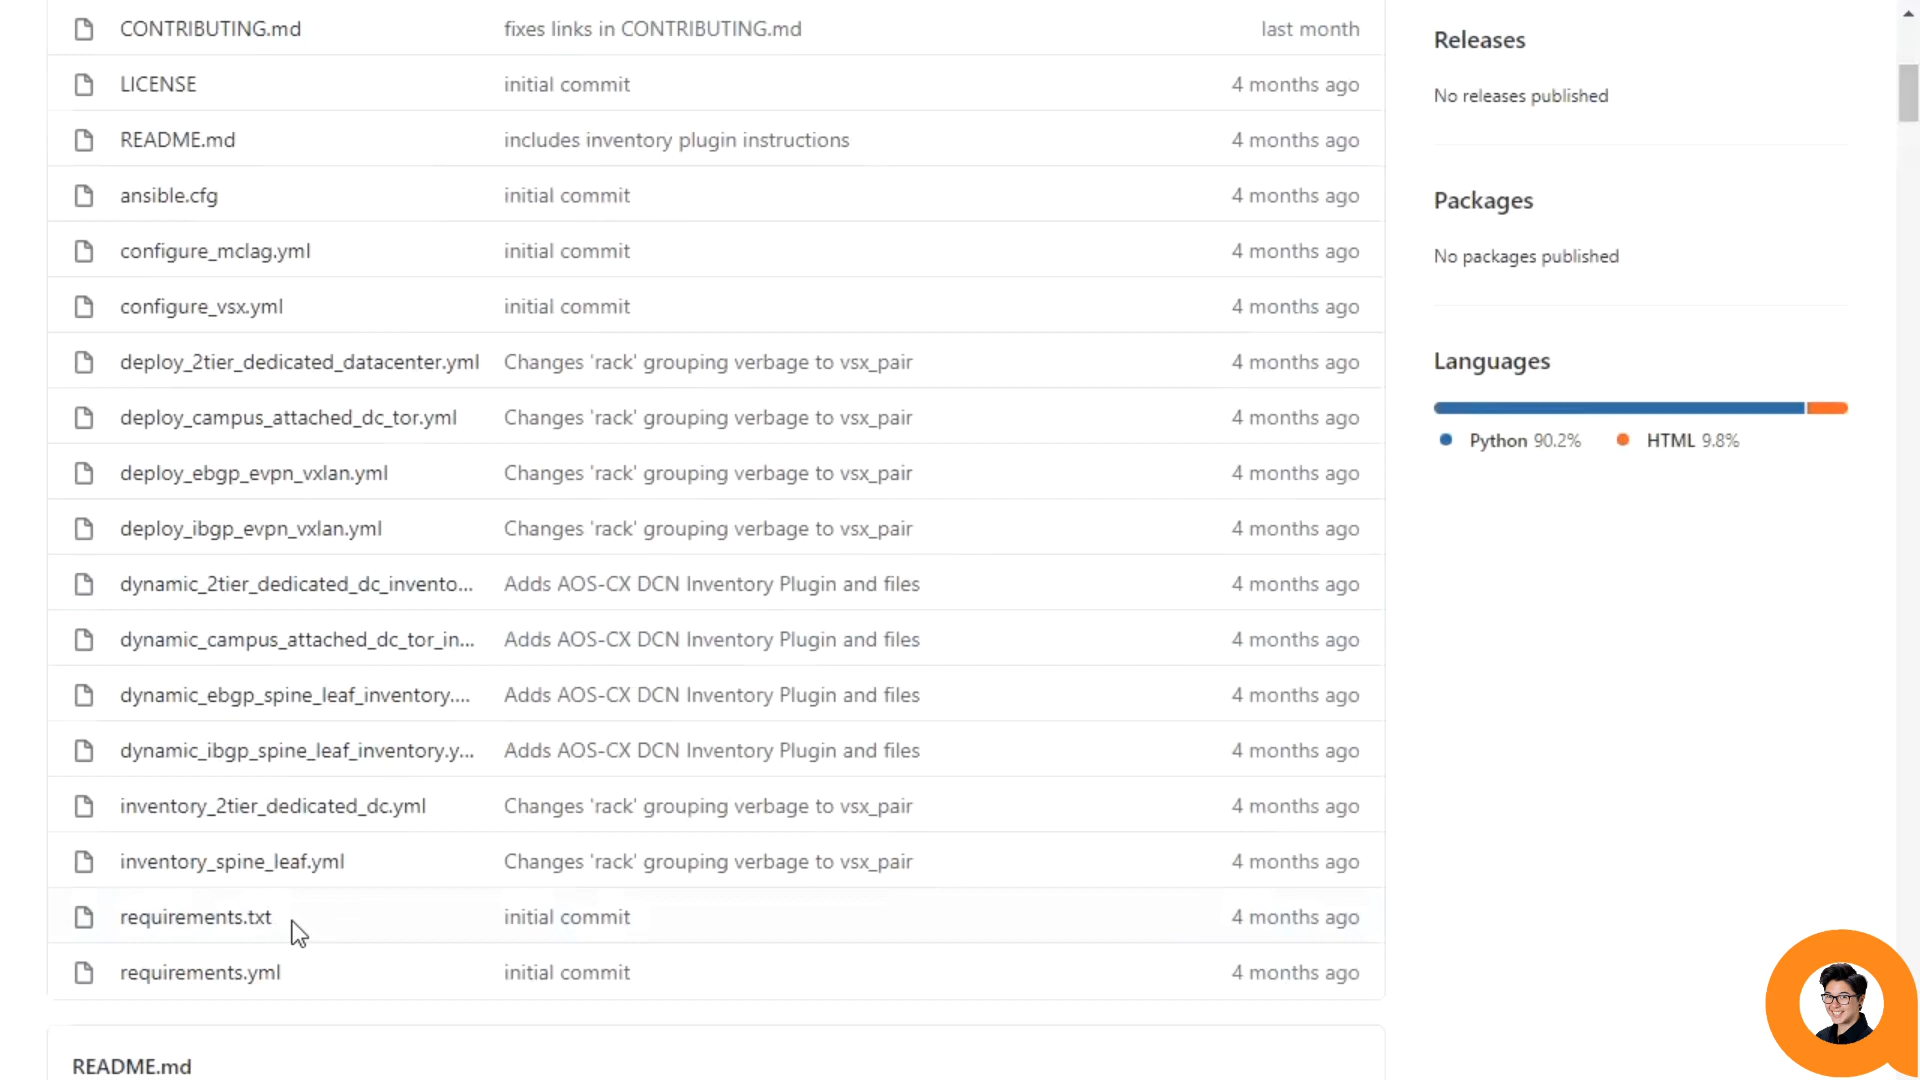 CONTRIBUTING.md fixes links in CONTRIBUTING.md last month
LICENSE initial commit 4 months ago
README.md includes inventory plugin instructions 4 months ago
ansible.cfg initial commit 4 months ago
configure_mclag.yml initial commit 4 months ago
configure_vsx.yml initial commit 4 months ago
deploy_2tier_dedicated_datacenter.yml Changes 'rack' grouping verbage to vsx_pair 4 months ago
deploy_campus_attached_dc_tor.yml Changes 'rack' grouping verbage to vsx_pair 4 months ago
deploy_ebgp_evpn_vxlan.yml Changes 'rack' grouping verbage to vsx_pair 4 months ago
deploy_ibgp_evpn_vxlan.yml Changes 'rack' grouping verbage to vsx_pair 4 months ago
dynamic_2tier_dedicated_dc_invento... Adds AOS-CX DCN Inventory Plugin and files 4 months ago
dynamic_campus_attached_dc_tor_in... Adds AOS-CX DCN Inventory Plugin and files 4 months ago
dynamic_ebgp_spine_leaf_inventory.... Adds AOS-CX DCN Inventory Plugin and files 4 months ago
dynamic_ibgp_spine_leaf_inventory.y... Adds AOS-CX DCN Inventory Plugin and files 4 months ago
inventory_2tier_dedicated_dc.yml Changes 'rack' grouping verbage to vsx_pair 4 months ago
inventory_spine_leaf.yml Changes 'rack' grouping verbage to vsx_pair 4 months ago
requirements.txt initial commit 4 months ago
requirements.yml initial commit 4 months ago
README.md
Releases
No releases published
Packages
No packages published
Languages
Python 90.2% HTML 9.8%